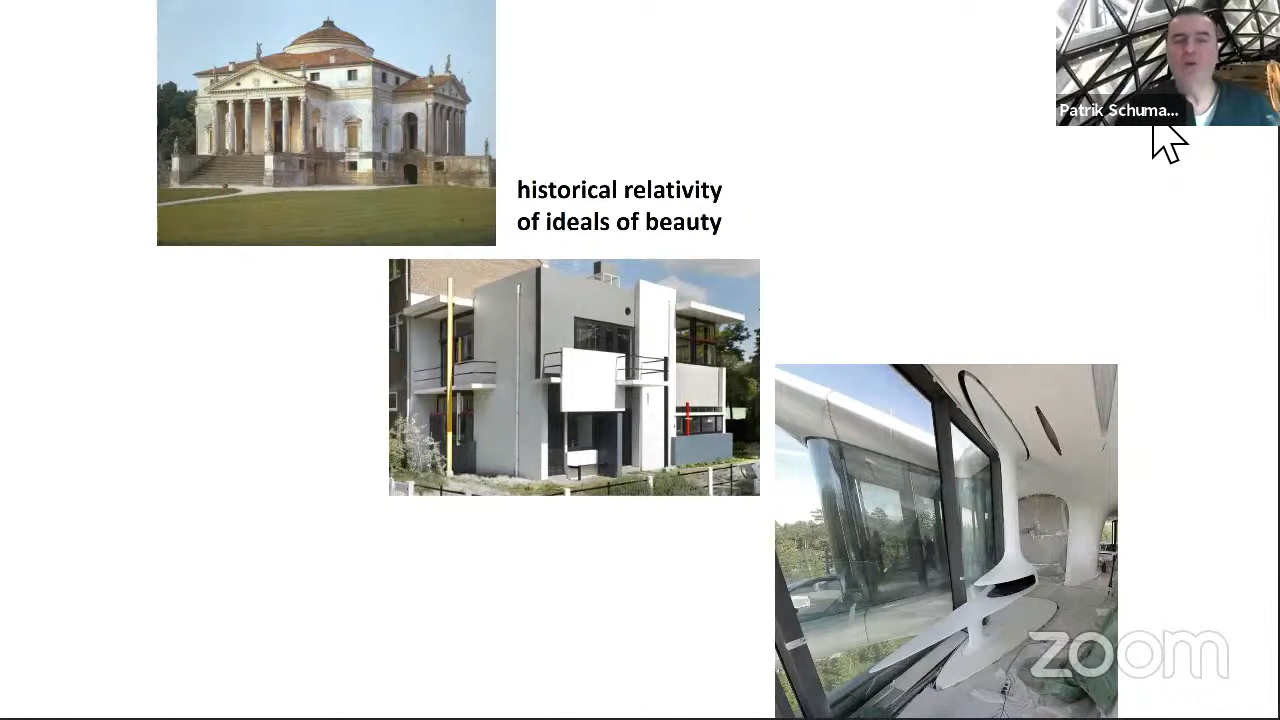 Patrik Schuma...
historical relativity
of ideals of beauty
zoom